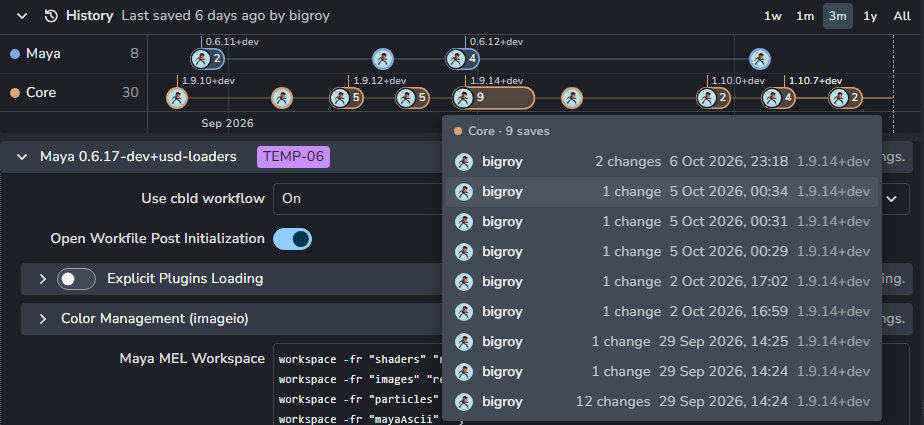 History Last saved 6 days ago by bigroy 1w 1m 3m 1y All
0.6.11+dev 0.6.12+dev
Maya 8 2 4
1.9.10+dev 1.9.12+dev 1.9.14+dev 1.10.0+dev 1.10.7+dev
Core 30 5 5 9 2 4 2
Sep 2026
Core · 9 saves
Maya 0.6.17-dev+usd-loaders TEMP-06
bigroy 2 changes 6 Oct 2026, 23:18 1.9.14+dev
Use cbId workflow On
bigroy 1 change 5 Oct 2026, 00:34 1.9.14+dev
bigroy 1 change 5 Oct 2026, 00:31 1.9.14+dev
Open Workfile Post Initialization
bigroy 1 change 5 Oct 2026, 00:29 1.9.14+dev
Explicit Plugins Loading
bigroy 1 change 2 Oct 2026, 17:02 1.9.14+dev
Color Management (imageio)
bigroy 1 change 2 Oct 2026, 16:59 1.9.14+dev
bigroy 1 change 29 Sep 2026, 14:25 1.9.14+dev
Maya MEL Workspace
workspace -fr "shaders"
bigroy 1 change 29 Sep 2026, 14:24 1.9.14+dev
workspace -fr "images"
bigroy 12 changes 29 Sep 2026, 14:24 1.9.14+dev
workspace -fr "particles"
workspace -fr "mayaAscii"